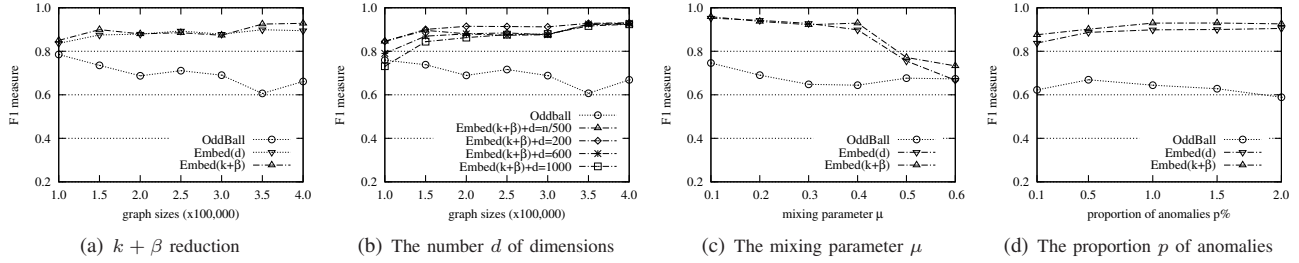 1.0
0.8
0.6
0.4
0.2
F1 measure
OddBall
Embed(d)
Embed(k+β)
1.0 1.5 2.0 2.5 3.0 3.5 4.0
graph sizes (x100,000)
(a) k + β reduction
1.0
0.8
0.6
0.4
0.2
F1 measure
Oddball
Embed(k+β)+d=n/500
Embed(k+β)+d=200
Embed(k+β)+d=600
Embed(k+β)+d=1000
1.0 1.5 2.0 2.5 3.0 3.5 4.0
graph sizes (x100,000)
(b) The number d of dimensions
1.0
0.8
0.6
0.4
0.2
F1 measure
OddBall
Embed(d)
Embed(k+β)
0.1 0.2 0.3 0.4 0.5 0.6
mixing parameter μ
(c) The mixing parameter μ
1.0
0.8
0.6
0.4
0.2
F1 measure
OddBall
Embed(d)
Embed(k+β)
0.1 0.5 1.0 1.5 2.0
proportion of anomalies p%
(d) The proportion p of anomalies